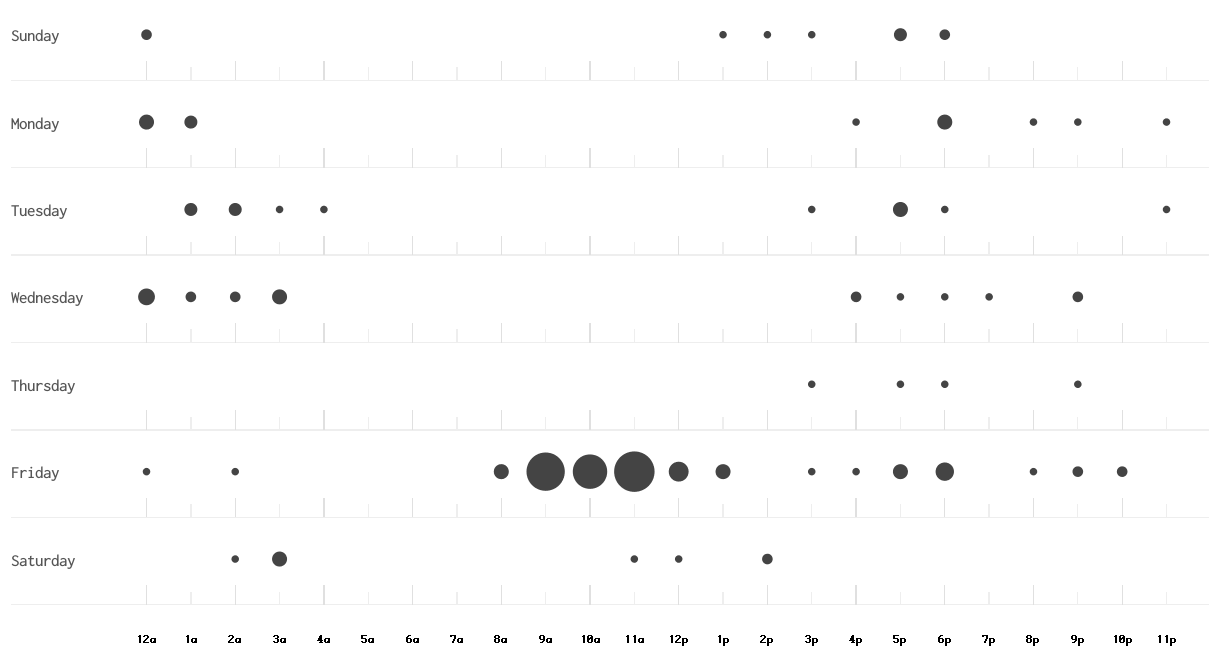 Sunday
Monday
Tuesday
Wednesday
Thursday
Friday
Saturday
12a 1a 2a 3a 4a 5a 6a 7a 8a 9a 10a 11a 12p 1p 2p 3p 4p 5p 6p 7p 8p 9p 10p 11p